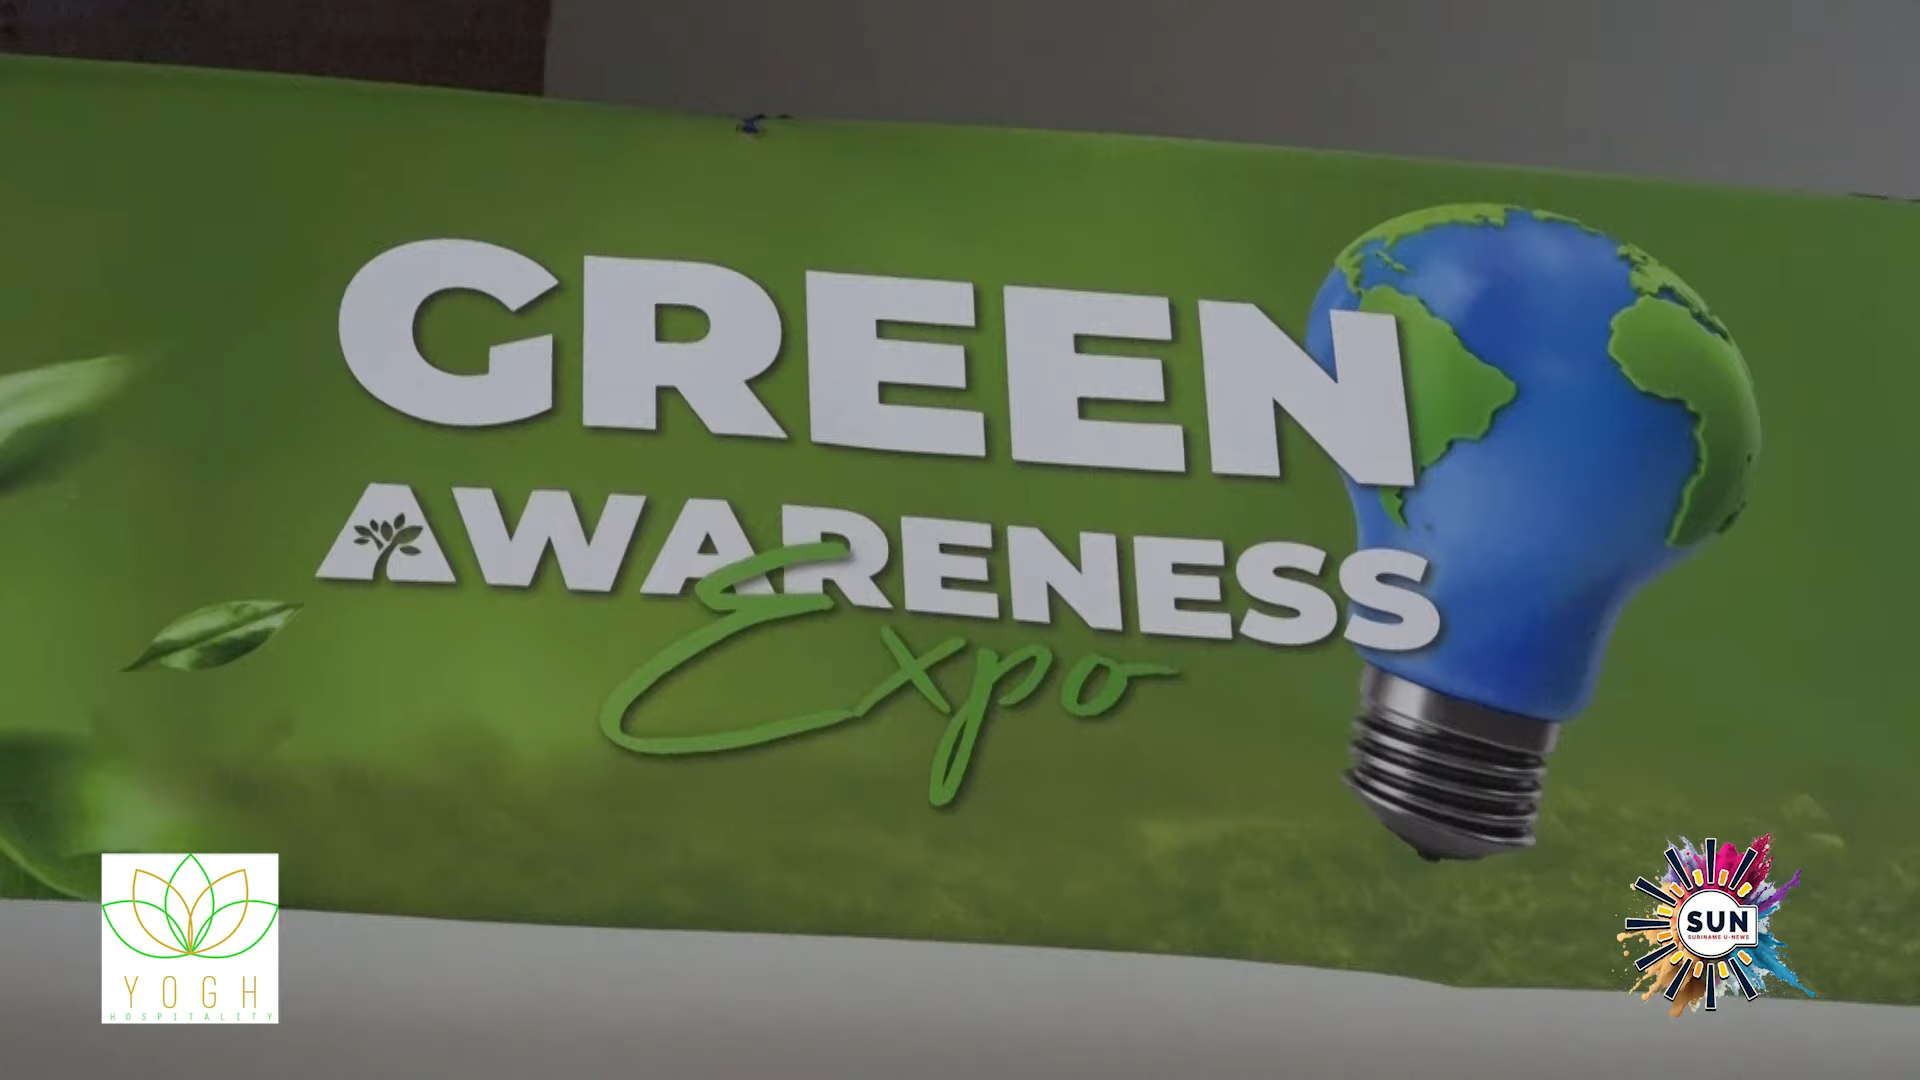 GREEN
AWARENESS
Expo
YOGH
HOSPITALITY
SUN
SURINAME U-NEWS